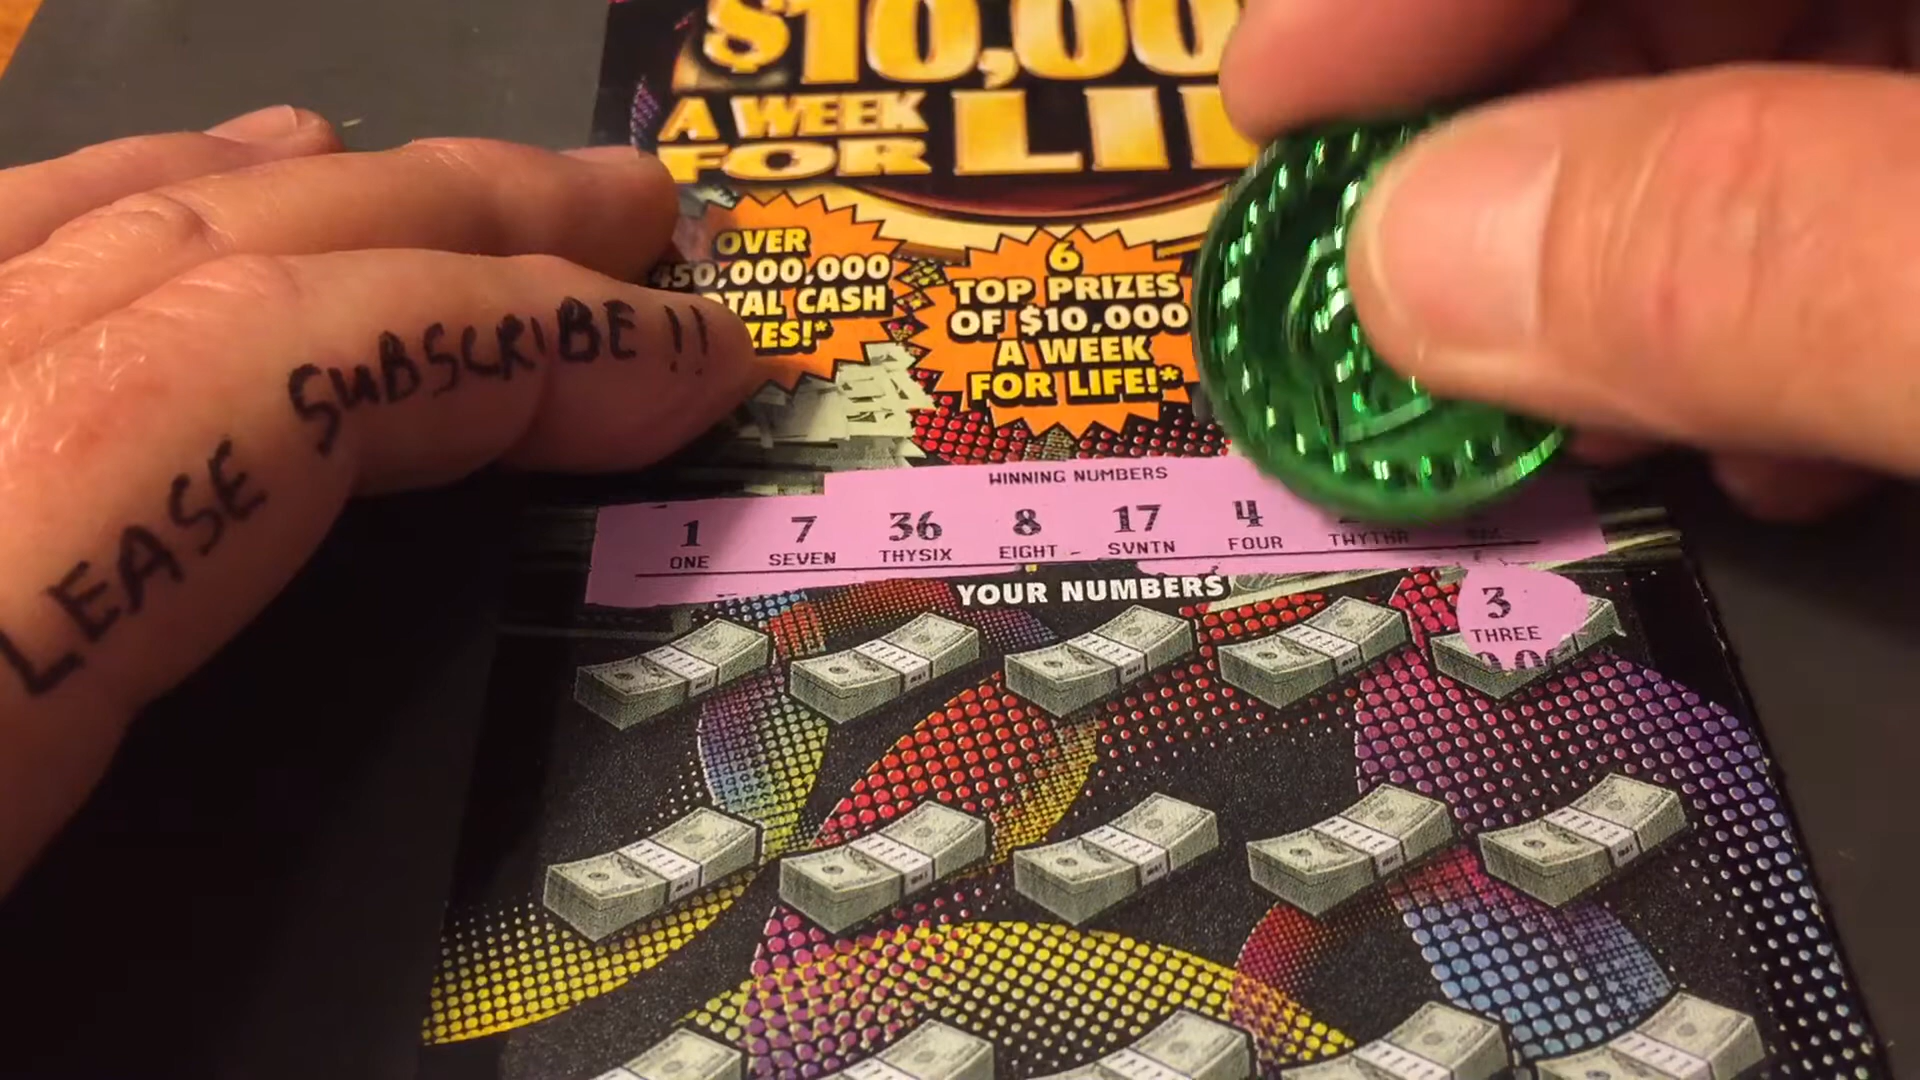 $10,00
A WEEK
FOR LI
OVER
$50,000,000
TAL CASH
ZES!*
6
TOP PRIZES
OF $10,000
A WEEK
FOR LIFE!*
LEASE SUBSCRIBE!!
WINNING NUMBERS
1 7 36 8 17 4
ONE SEVEN THYSIX EIGHT SVNTN FOUR TWYTHR
YOUR NUMBERS
3
THREE